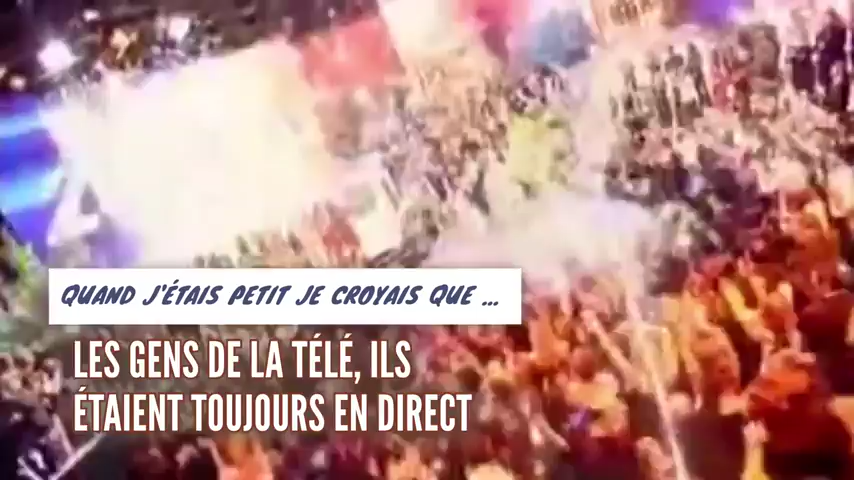 QUAND J'ÉTAIS PETIT JE CROYAIS QUE ...
LES GENS DE LA TÉLÉ, ILS
ÉTAIENT TOUJOURS EN DIRECT